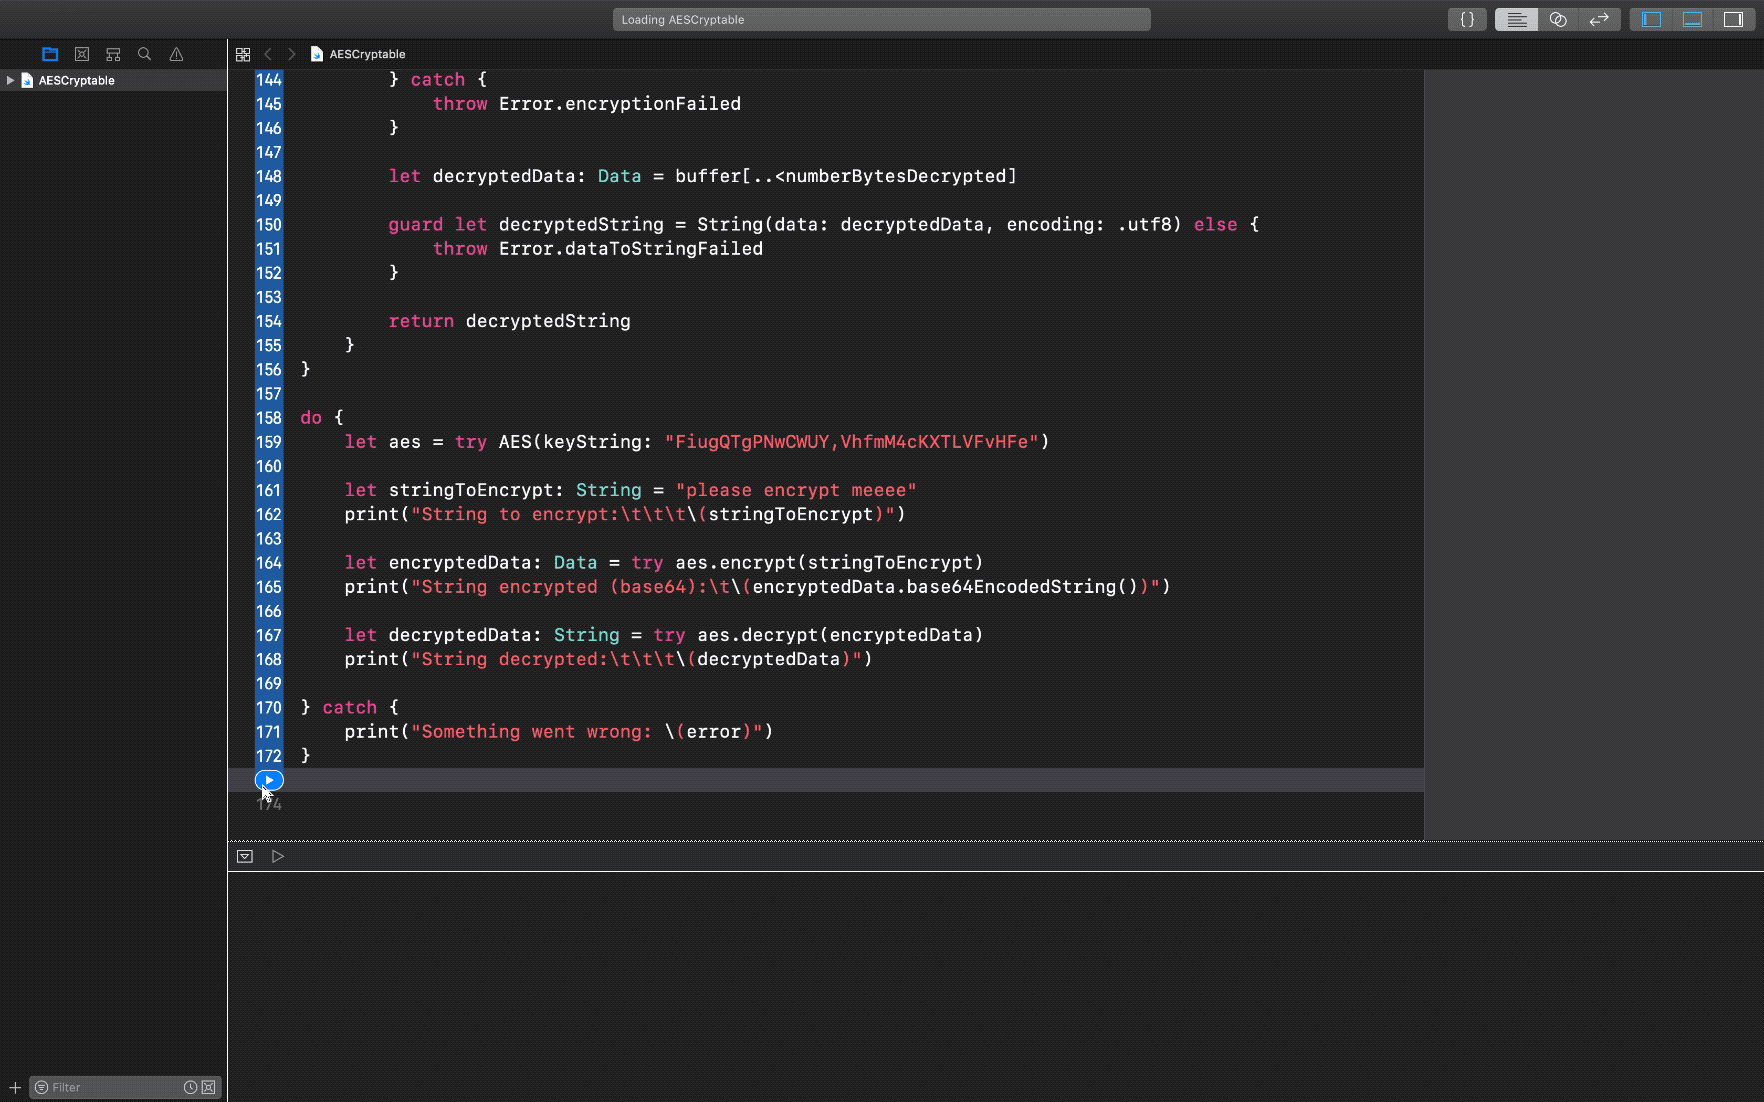 Loading AESCryptable
{}
AESCryptable
AESCryptable
144 } catch {
145 throw Error.encryptionFailed
146 }
147
148 let decryptedData: Data = buffer[..<numberBytesDecrypted]
149
150 guard let decryptedString = String(data: decryptedData, encoding: .utf8) else {
151 throw Error.dataToStringFailed
152 }
153
154 return decryptedString
155 }
156 }
157
158 do {
159 let aes = try AES(keyString: "FiugQTgPNwCWUY,VhfmM4cKXTLVFvHFe")
160
161 let stringToEncrypt: String = "please encrypt meeee"
162 print("String to encrypt:\t\t\t\(stringToEncrypt)")
163
164 let encryptedData: Data = try aes.encrypt(stringToEncrypt)
165 print("String encrypted (base64):\t\(encryptedData.base64EncodedString())")
166
167 let decryptedData: String = try aes.decrypt(encryptedData)
168 print("String decrypted:\t\t\t\(decryptedData)")
169
170 } catch {
171 print("Something went wrong: \(error)")
172 }
174
Filter